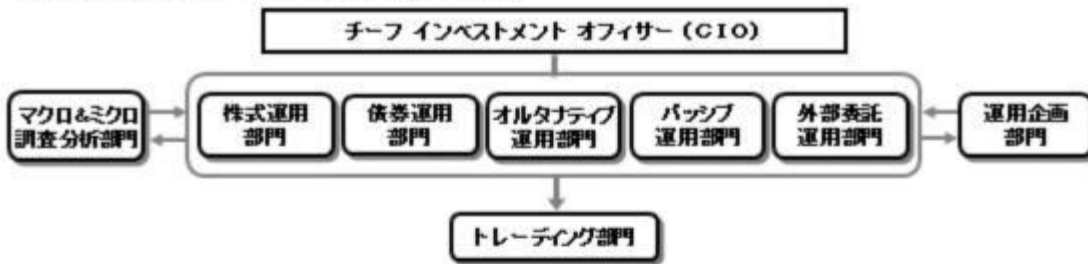 チーフ インベストメント オフィサー (CIO)
マクロ&ミクロ
調査分析部門
株式運用
部門
債券運用
部門
オルタナティブ
運用部門
パッシブ
運用部門
外部委託
運用部門
運用企画
部門
トレーディング部門